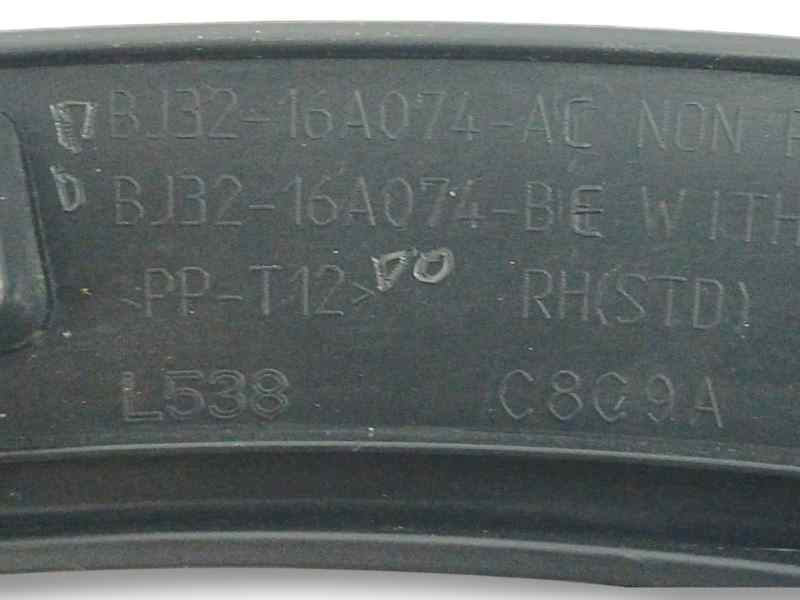 BJ32-16A074-AC NON
BJ32-16A074-BE WITH
>PP-T12< RH(STD)
L538 C8C9A